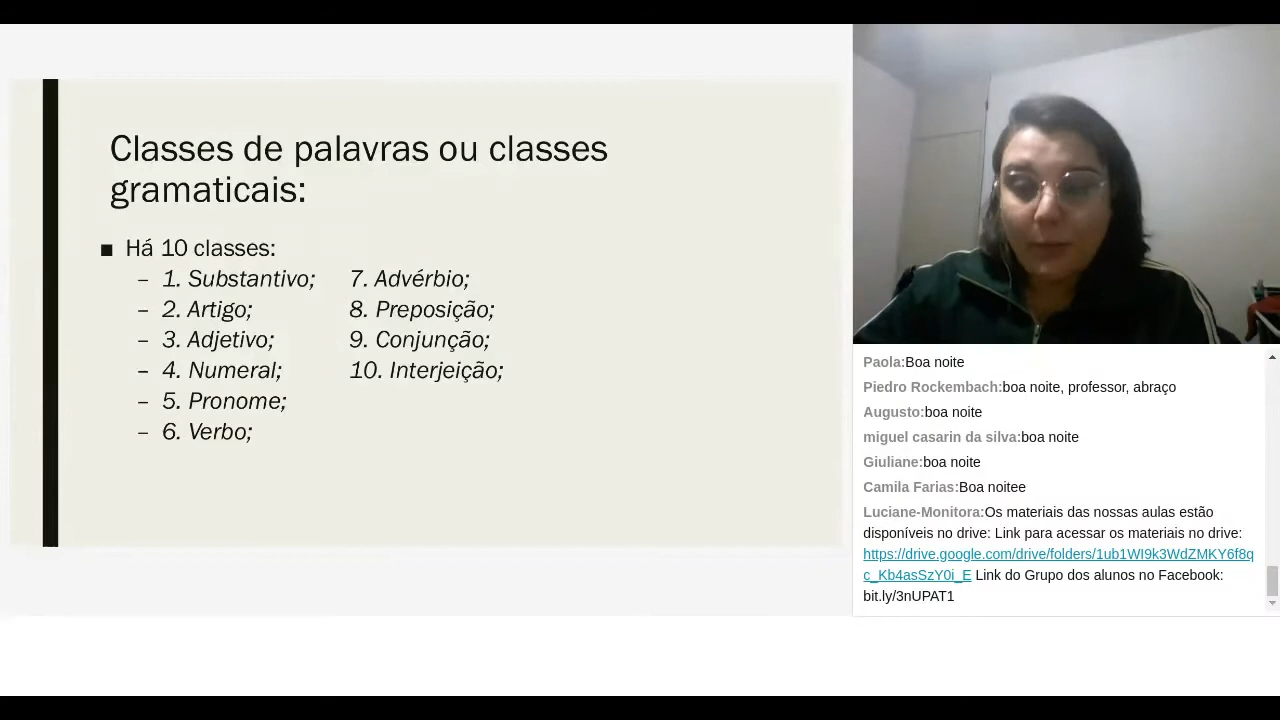 Classes de palavras ou classes
gramaticais:
■ Há 10 classes:
– 1. Substantivo; 7. Advérbio;
– 2. Artigo; 8. Preposição;
– 3. Adjetivo; 9. Conjunção;
– 4. Numeral; 10. Interjeição;
– 5. Pronome;
– 6. Verbo;
Paola:Boa noite
Piedro Rockembach:boa noite, professor, abraço
Augusto:boa noite
miguel casarin da silva:boa noite
Giuliane:boa noite
Camila Farias:Boa noitee
Luciane-Monitora:Os materiais das nossas aulas estão
disponíveis no drive: Link para acessar os materiais no drive:
https://drive.google.com/drive/folders/1ub1WI9k3WdZMKY6f8q
c_Kb4asSzY0i_E Link do Grupo dos alunos no Facebook:
bit.ly/3nUPAT1